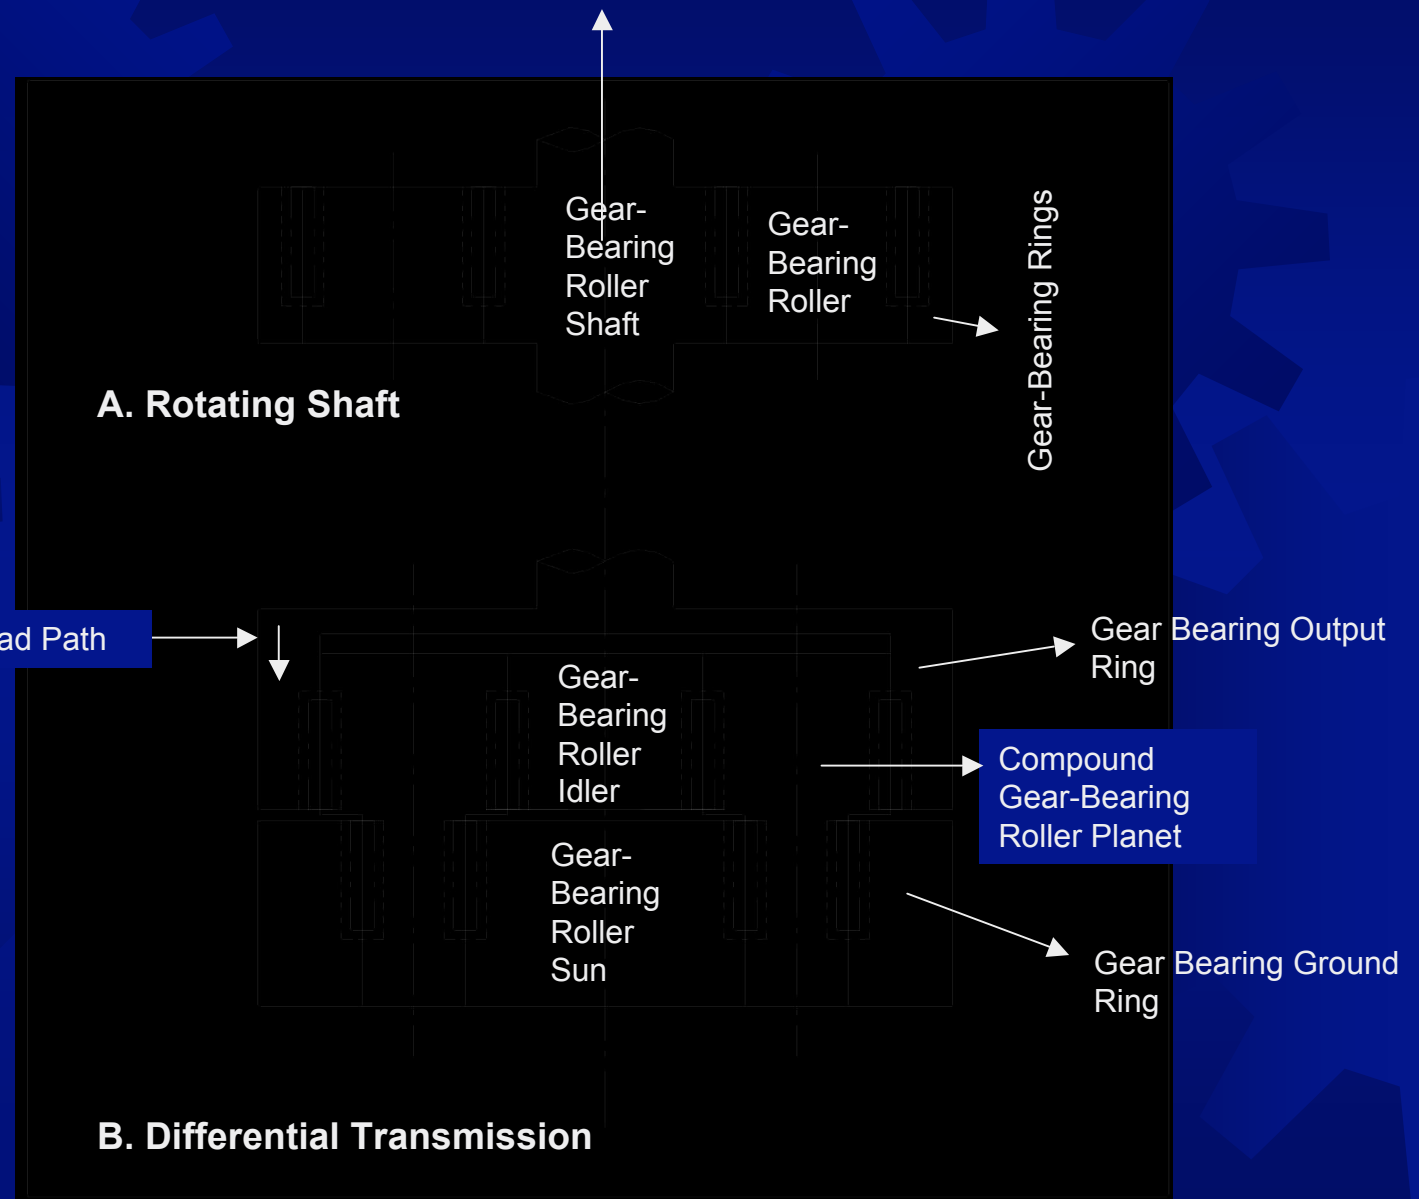 Gear-
Bearing
Roller
Shaft
Gear-
Bearing
Roller
Gear-Bearing Rings
A. Rotating Shaft
ad Path
Gear Bearing Output
Ring
Gear-
Bearing
Roller
Idler
Compound
Gear-Bearing
Roller Planet
Gear-
Bearing
Roller
Sun
Gear Bearing Ground
Ring
B. Differential Transmission